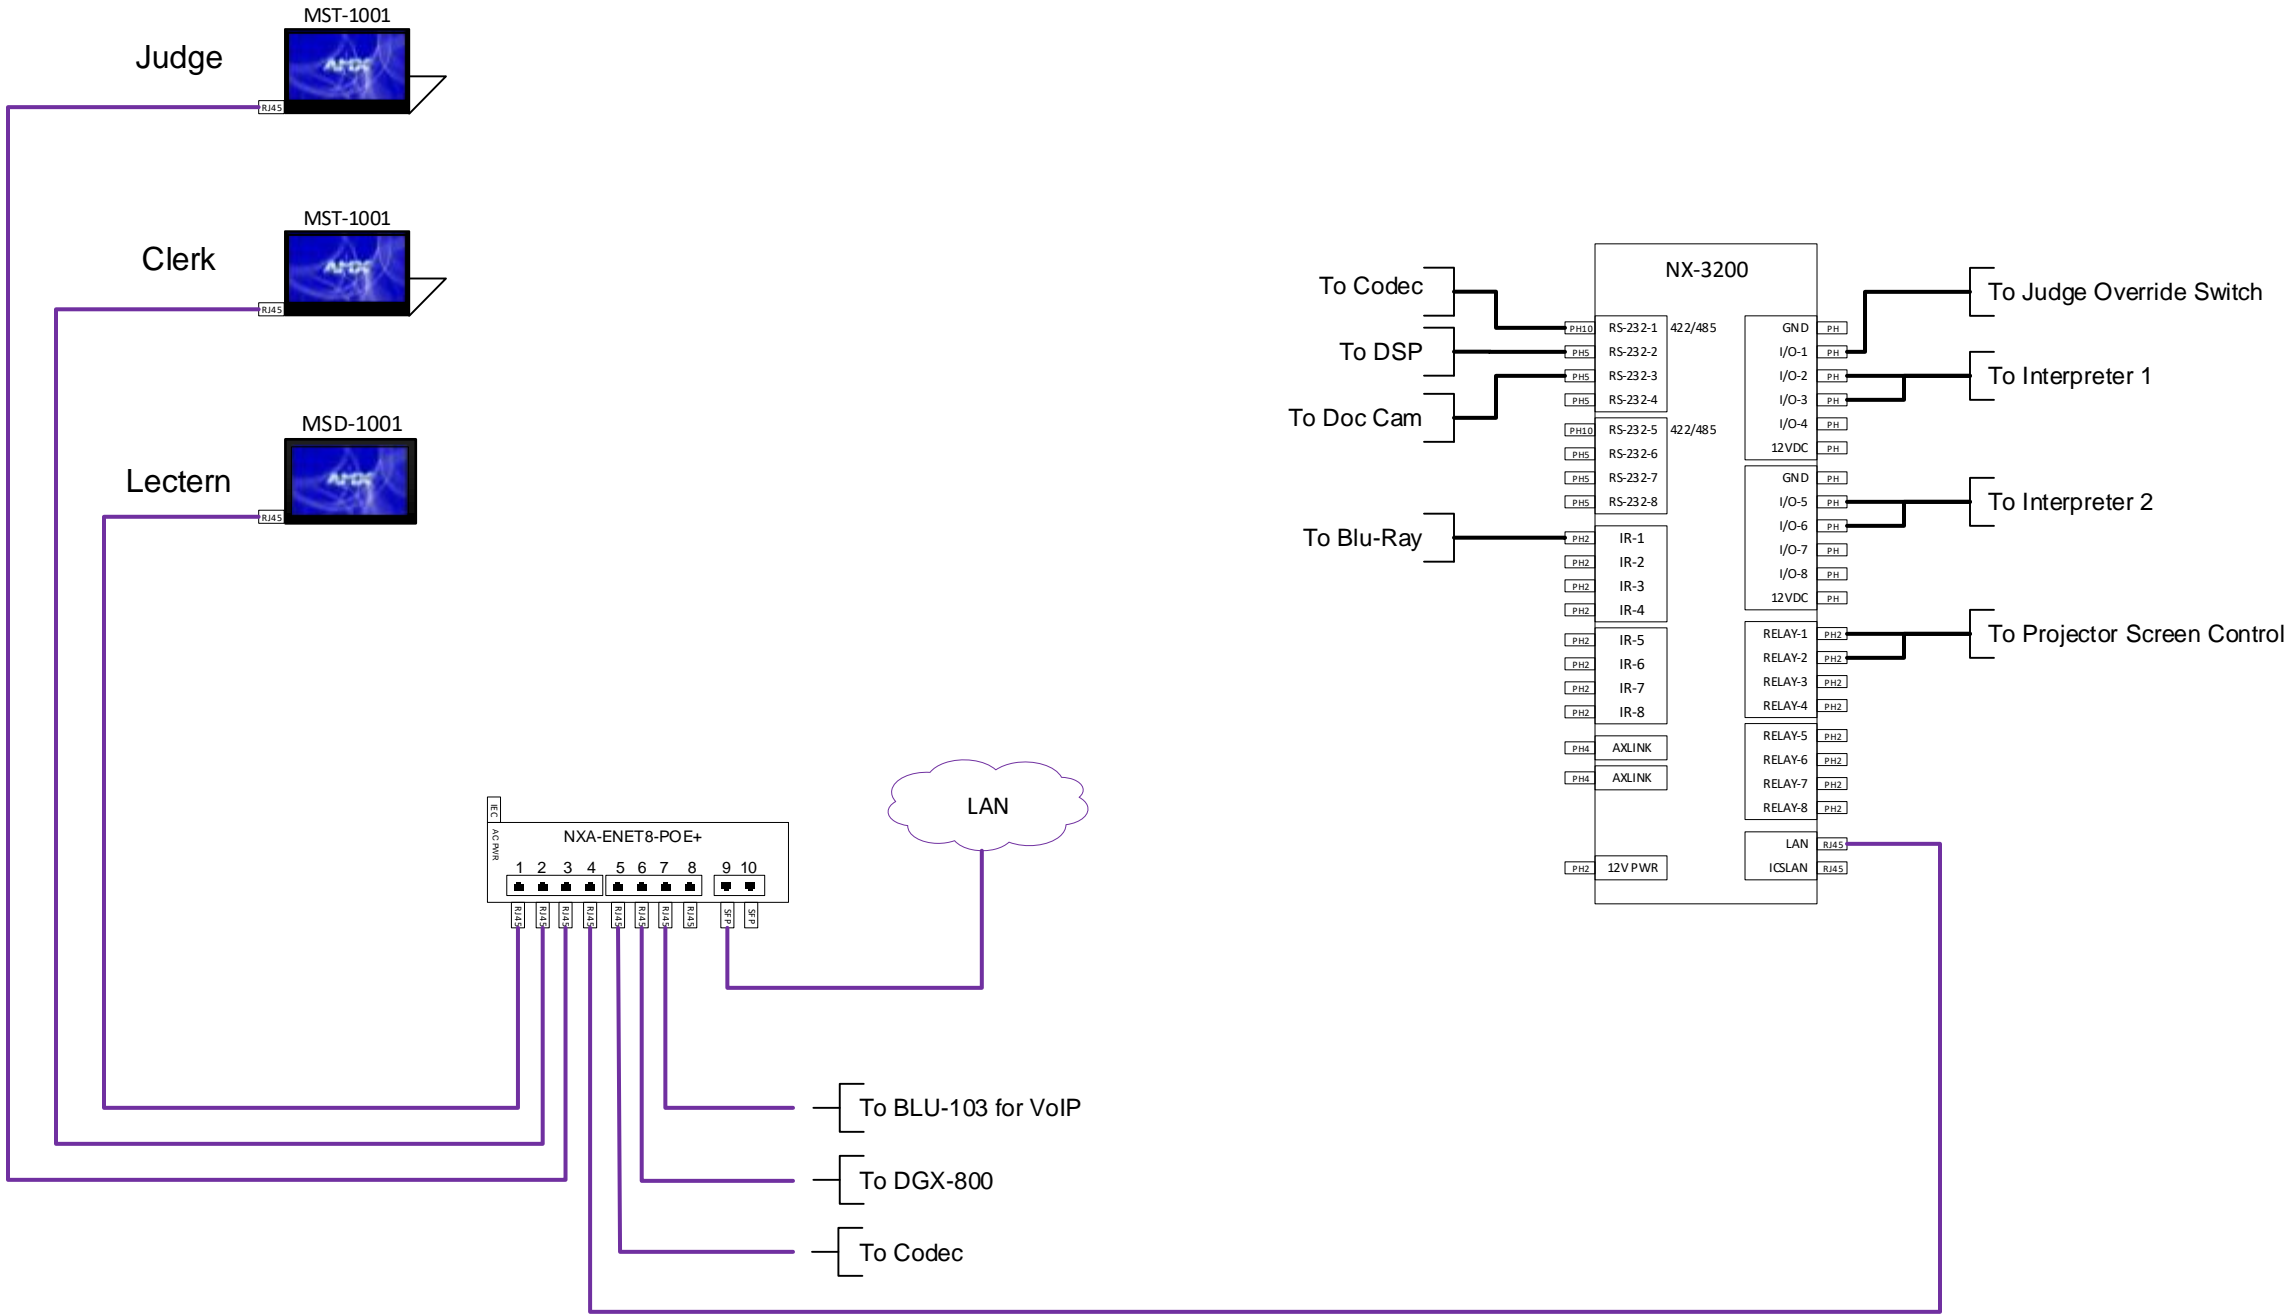 MST-1001
Judge
AMX
RJ45
MST-1001
Clerk
AMX
RJ45
MSD-1001
Lectern
AMX
RJ45
IEC
AC PWR
NXA-ENET8-POE+
1 2 3 4 5 6 7 8 9 10
RJ45 RJ45 RJ45 RJ45 RJ45 RJ45 RJ45 RJ45 SFP SFP
LAN
To BLU-103 for VoIP
To DGX-800
To Codec
To Codec
To DSP
To Doc Cam
To Blu-Ray
NX-3200
PH10 RS-232-1 422/485
PH5 RS-232-2
PH5 RS-232-3
PH5 RS-232-4
PH10 RS-232-5 422/485
PH5 RS-232-6
PH5 RS-232-7
PH5 RS-232-8
PH2 IR-1
PH2 IR-2
PH2 IR-3
PH2 IR-4
PH2 IR-5
PH2 IR-6
PH2 IR-7
PH2 IR-8
PH4 AXLINK
PH4 AXLINK
PH2 12V PWR
GND PH
I/O-1 PH
I/O-2 PH
I/O-3 PH
I/O-4 PH
12VDC PH
GND PH
I/O-5 PH
I/O-6 PH
I/O-7 PH
I/O-8 PH
12VDC PH
RELAY-1 PH2
RELAY-2 PH2
RELAY-3 PH2
RELAY-4 PH2
RELAY-5 PH2
RELAY-6 PH2
RELAY-7 PH2
RELAY-8 PH2
LAN RJ45
ICSLAN RJ45
To Judge Override Switch
To Interpreter 1
To Interpreter 2
To Projector Screen Control